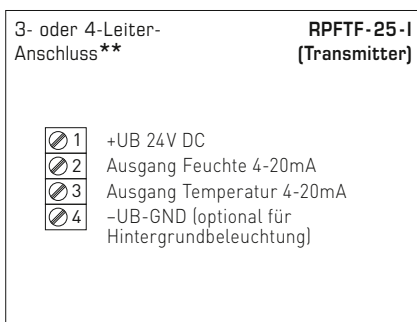 3- oder 4-Leiter-
Anschluss**
RPFTF-25-I
(Transmitter)
1 +UB 24V DC
2 Ausgang Feuchte 4-20mA
3 Ausgang Temperatur 4-20mA
4 –UB-GND (optional für
Hintergrundbeleuchtung)